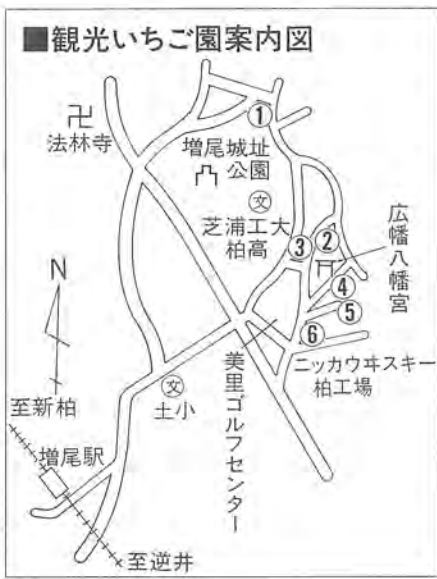 ■観光いちご園案内図
①
卍
法林寺
増尾城址
公園
文
芝浦工大
柏高
広幡八幡宮
③
②
④
⑤
⑥
N
ニッカウヰスキー
柏工場
美里ゴルフセンター
文
土小
至新柏
増尾駅
至逆井